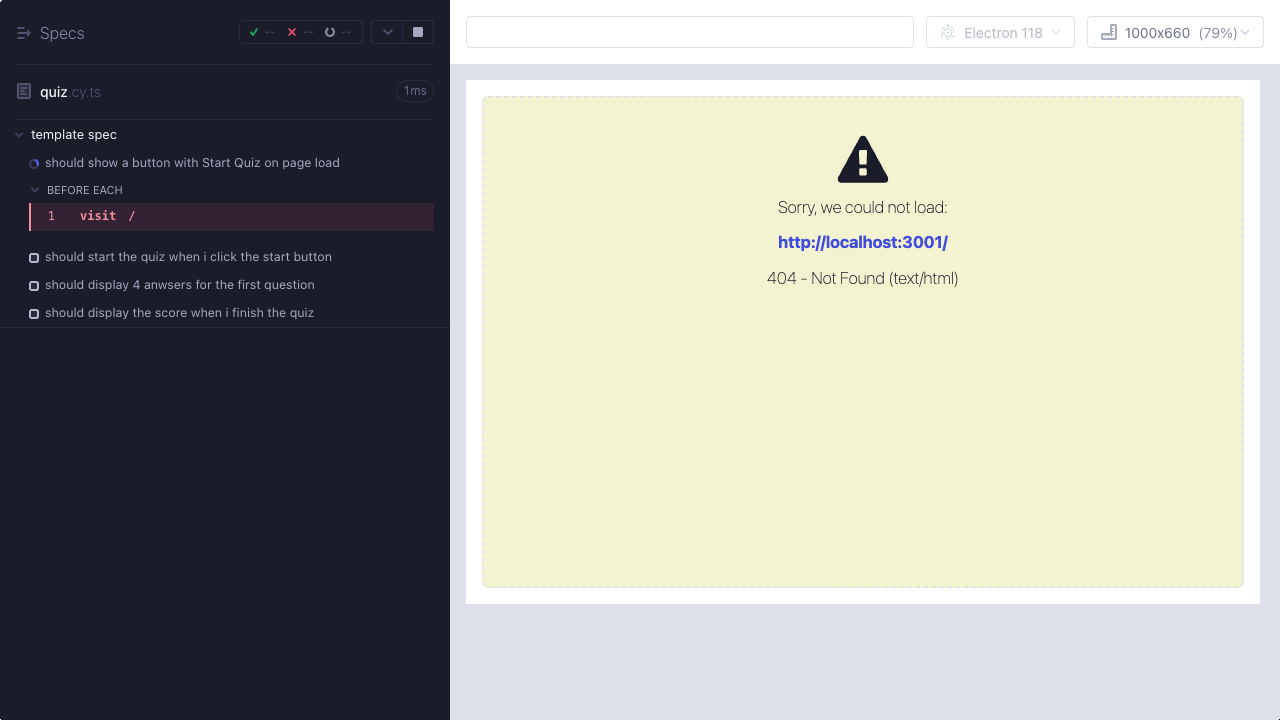 Specs
-- -- --
quiz.cy.ts
1ms
template spec
should show a button with Start Quiz on page load
BEFORE EACH
1 visit /
should start the quiz when i click the start button
should display 4 anwsers for the first question
should display the score when i finish the quiz
Electron 118
1000x660 (79%)
Sorry, we could not load:
http://localhost:3001/
404 - Not Found (text/html)